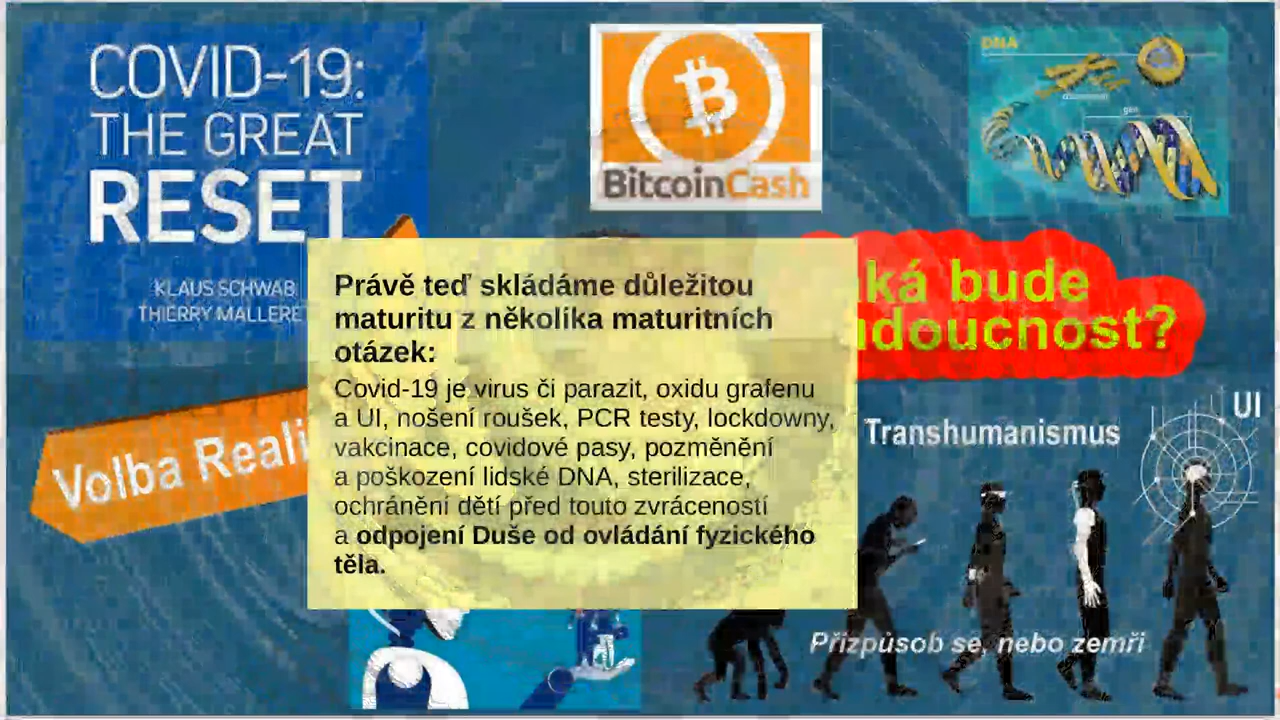 COVID-19:
THE GREAT
RESET
KLAUS SCHWAB
THIERRY MALLERE
BitcoinCash
DNA
gen
Právě teď skládáme důležitou
maturitu z několika maturitních
otázek:
Covid-19 je virus či parazit, oxidu grafenu
a UI, nošení roušek, PCR testy, lockdowny,
vakcinace, covidové pasy, pozměnění
a poškození lidské DNA, sterilizace,
ochránění dětí před touto zvráceností
a odpojení Duše od ovládání fyzického
těla.
ká bude
doucnost?
Volba Reali
Transhumanismus
UI
Přizpůsob se, nebo zemři